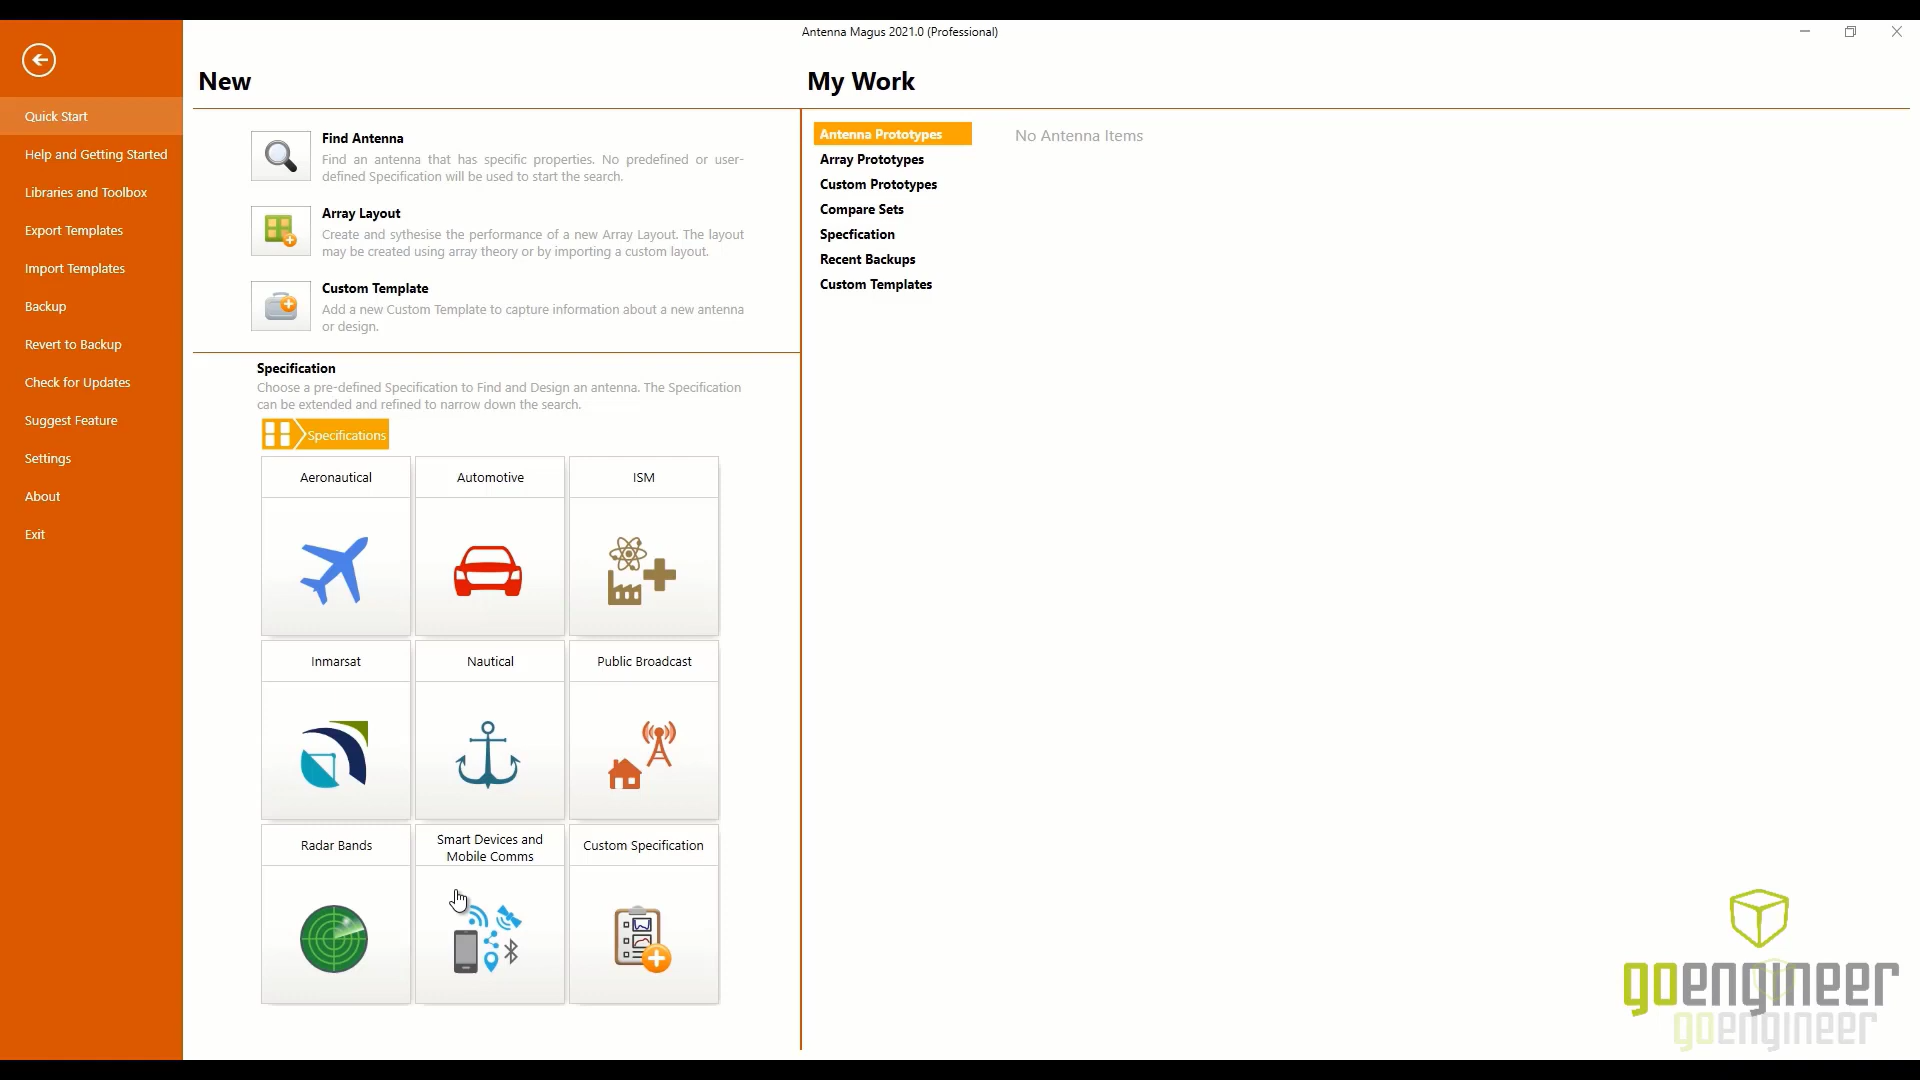 Antenna Magus 2021.0 (Professional)
Quick Start
Help and Getting Started
Libraries and Toolbox
Export Templates
Import Templates
Backup
Revert to Backup
Check for Updates
Suggest Feature
Settings
About
Exit
New
Find Antenna
Find an antenna that has specific properties. No predefined or user-
defined Specification will be used to start the search.
Array Layout
Create and sythesise the performance of a new Array Layout. The layout
may be created using array theory or by importing a custom layout.
Custom Template
Add a new Custom Template to capture information about a new antenna
or design.
Specification
Choose a pre-defined Specification to Find and Design an antenna. The Specification
can be extended and refined to narrow down the search.
Specifications
Aeronautical
Automotive
ISM
Inmarsat
Nautical
Public Broadcast
Radar Bands
Smart Devices and
Mobile Comms
Custom Specification
My Work
Antenna Prototypes
Array Prototypes
Custom Prototypes
Compare Sets
Specfication
Recent Backups
Custom Templates
No Antenna Items
goengineer
goengineer